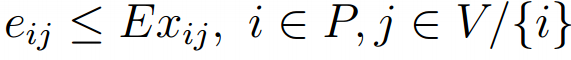 e_{ij} ≤ Ex_{ij}, i ∈ P, j ∈ V/{i}